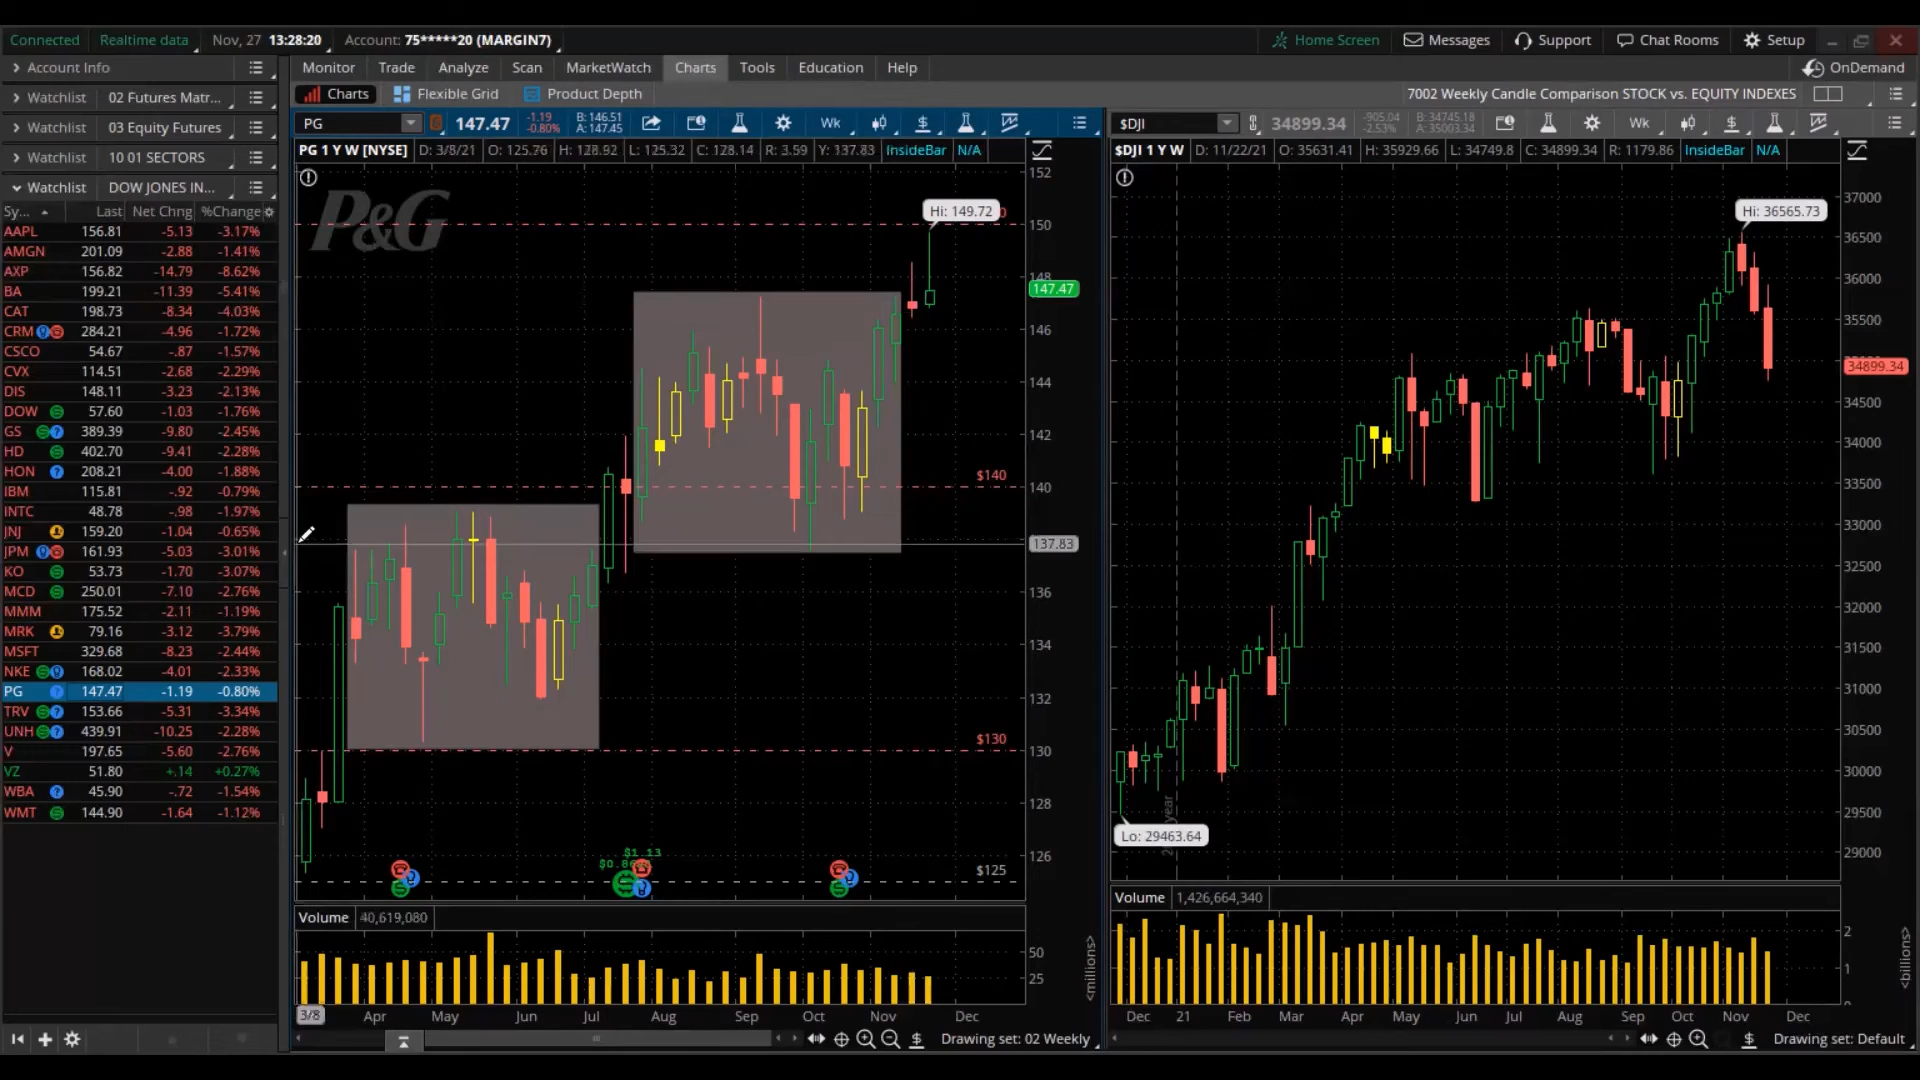 Connected Realtime data Nov, 27 13:28:20 Account: 75*****20 (MARGIN7) Home Screen Messages Support Chat Rooms Setup
Account Info Monitor Trade Analyze Scan MarketWatch Charts Tools Education Help OnDemand
Watchlist 02 Futures Matr... Charts Flexible Grid Product Depth 7002 Weekly Candle Comparison STOCK vs. EQUITY INDEXES
Watchlist 03 Equity Futures
Watchlist 10 01 SECTORS
Watchlist DOW JONES IN...
Sy... Last Net Chng %Change
AAPL 156.81 -5.13 -3.17%
AMGN 201.09 -2.88 -1.41%
AXP 156.82 -14.79 -8.62%
BA 199.21 -11.39 -5.41%
CAT 198.73 -8.34 -4.03%
CRM 284.21 -4.96 -1.72%
CSCO 54.67 -.87 -1.57%
CVX 114.51 -2.68 -2.29%
DIS 148.11 -3.23 -2.13%
DOW 57.60 -1.03 -1.76%
GS 389.39 -9.80 -2.45%
HD 402.70 -9.41 -2.28%
HON 208.21 -4.00 -1.88%
IBM 115.81 -.92 -0.79%
INTC 48.78 -.98 -1.97%
JNJ 159.20 -1.04 -0.65%
JPM 161.93 -5.03 -3.01%
KO 53.73 -1.70 -3.07%
MCD 250.01 -7.10 -2.76%
MMM 175.52 -2.11 -1.19%
MRK 79.16 -3.12 -3.79%
MSFT 329.68 -8.23 -2.44%
NKE 168.02 -4.01 -2.33%
PG 147.47 -1.19 -0.80%
TRV 153.66 -5.31 -3.34%
UNH 439.91 -10.25 -2.28%
V 197.65 -5.60 -2.76%
VZ 51.80 +.14 +0.27%
WBA 45.90 -.72 -1.54%
WMT 144.90 -1.64 -1.12%
PG 147.47 -1.19 -0.80% B: 146.51 A: 147.45 Wk
PG 1 Y W [NYSE] D: 3/8/21 O: 125.76 H: 128.92 L: 125.32 C: 128.14 R: 3.59 Y: 137.83 InsideBar N/A
P&G
Hi: 149.72
152
150
148
147.47
146
144
142
$140
140
137.83
136
134
132
$130
130
128
126
$1.13
$125
Volume 40,619,080
50
25
<millions>
3/8 Apr May Jun Jul Aug Sep Oct Nov Dec
Drawing set: 02 Weekly
$DJI 34899.34 -905.04 -2.53% B: 34745.18 A: 35003.34 Wk
$DJI 1 Y W D: 11/22/21 O: 35631.41 H: 35929.66 L: 34749.8 C: 34899.34 R: 1179.86 InsideBar N/A
Hi: 36565.73
37000
36500
36000
35500
34899.34
34500
34000
33500
33000
32500
32000
31500
31000
30500
30000
29500
29000
year
Lo: 29463.64
Volume 1,426,664,340
2
1
<billions>
Dec 21 Feb Mar Apr May Jun Jul Aug Sep Oct Nov Dec
Drawing set: Default